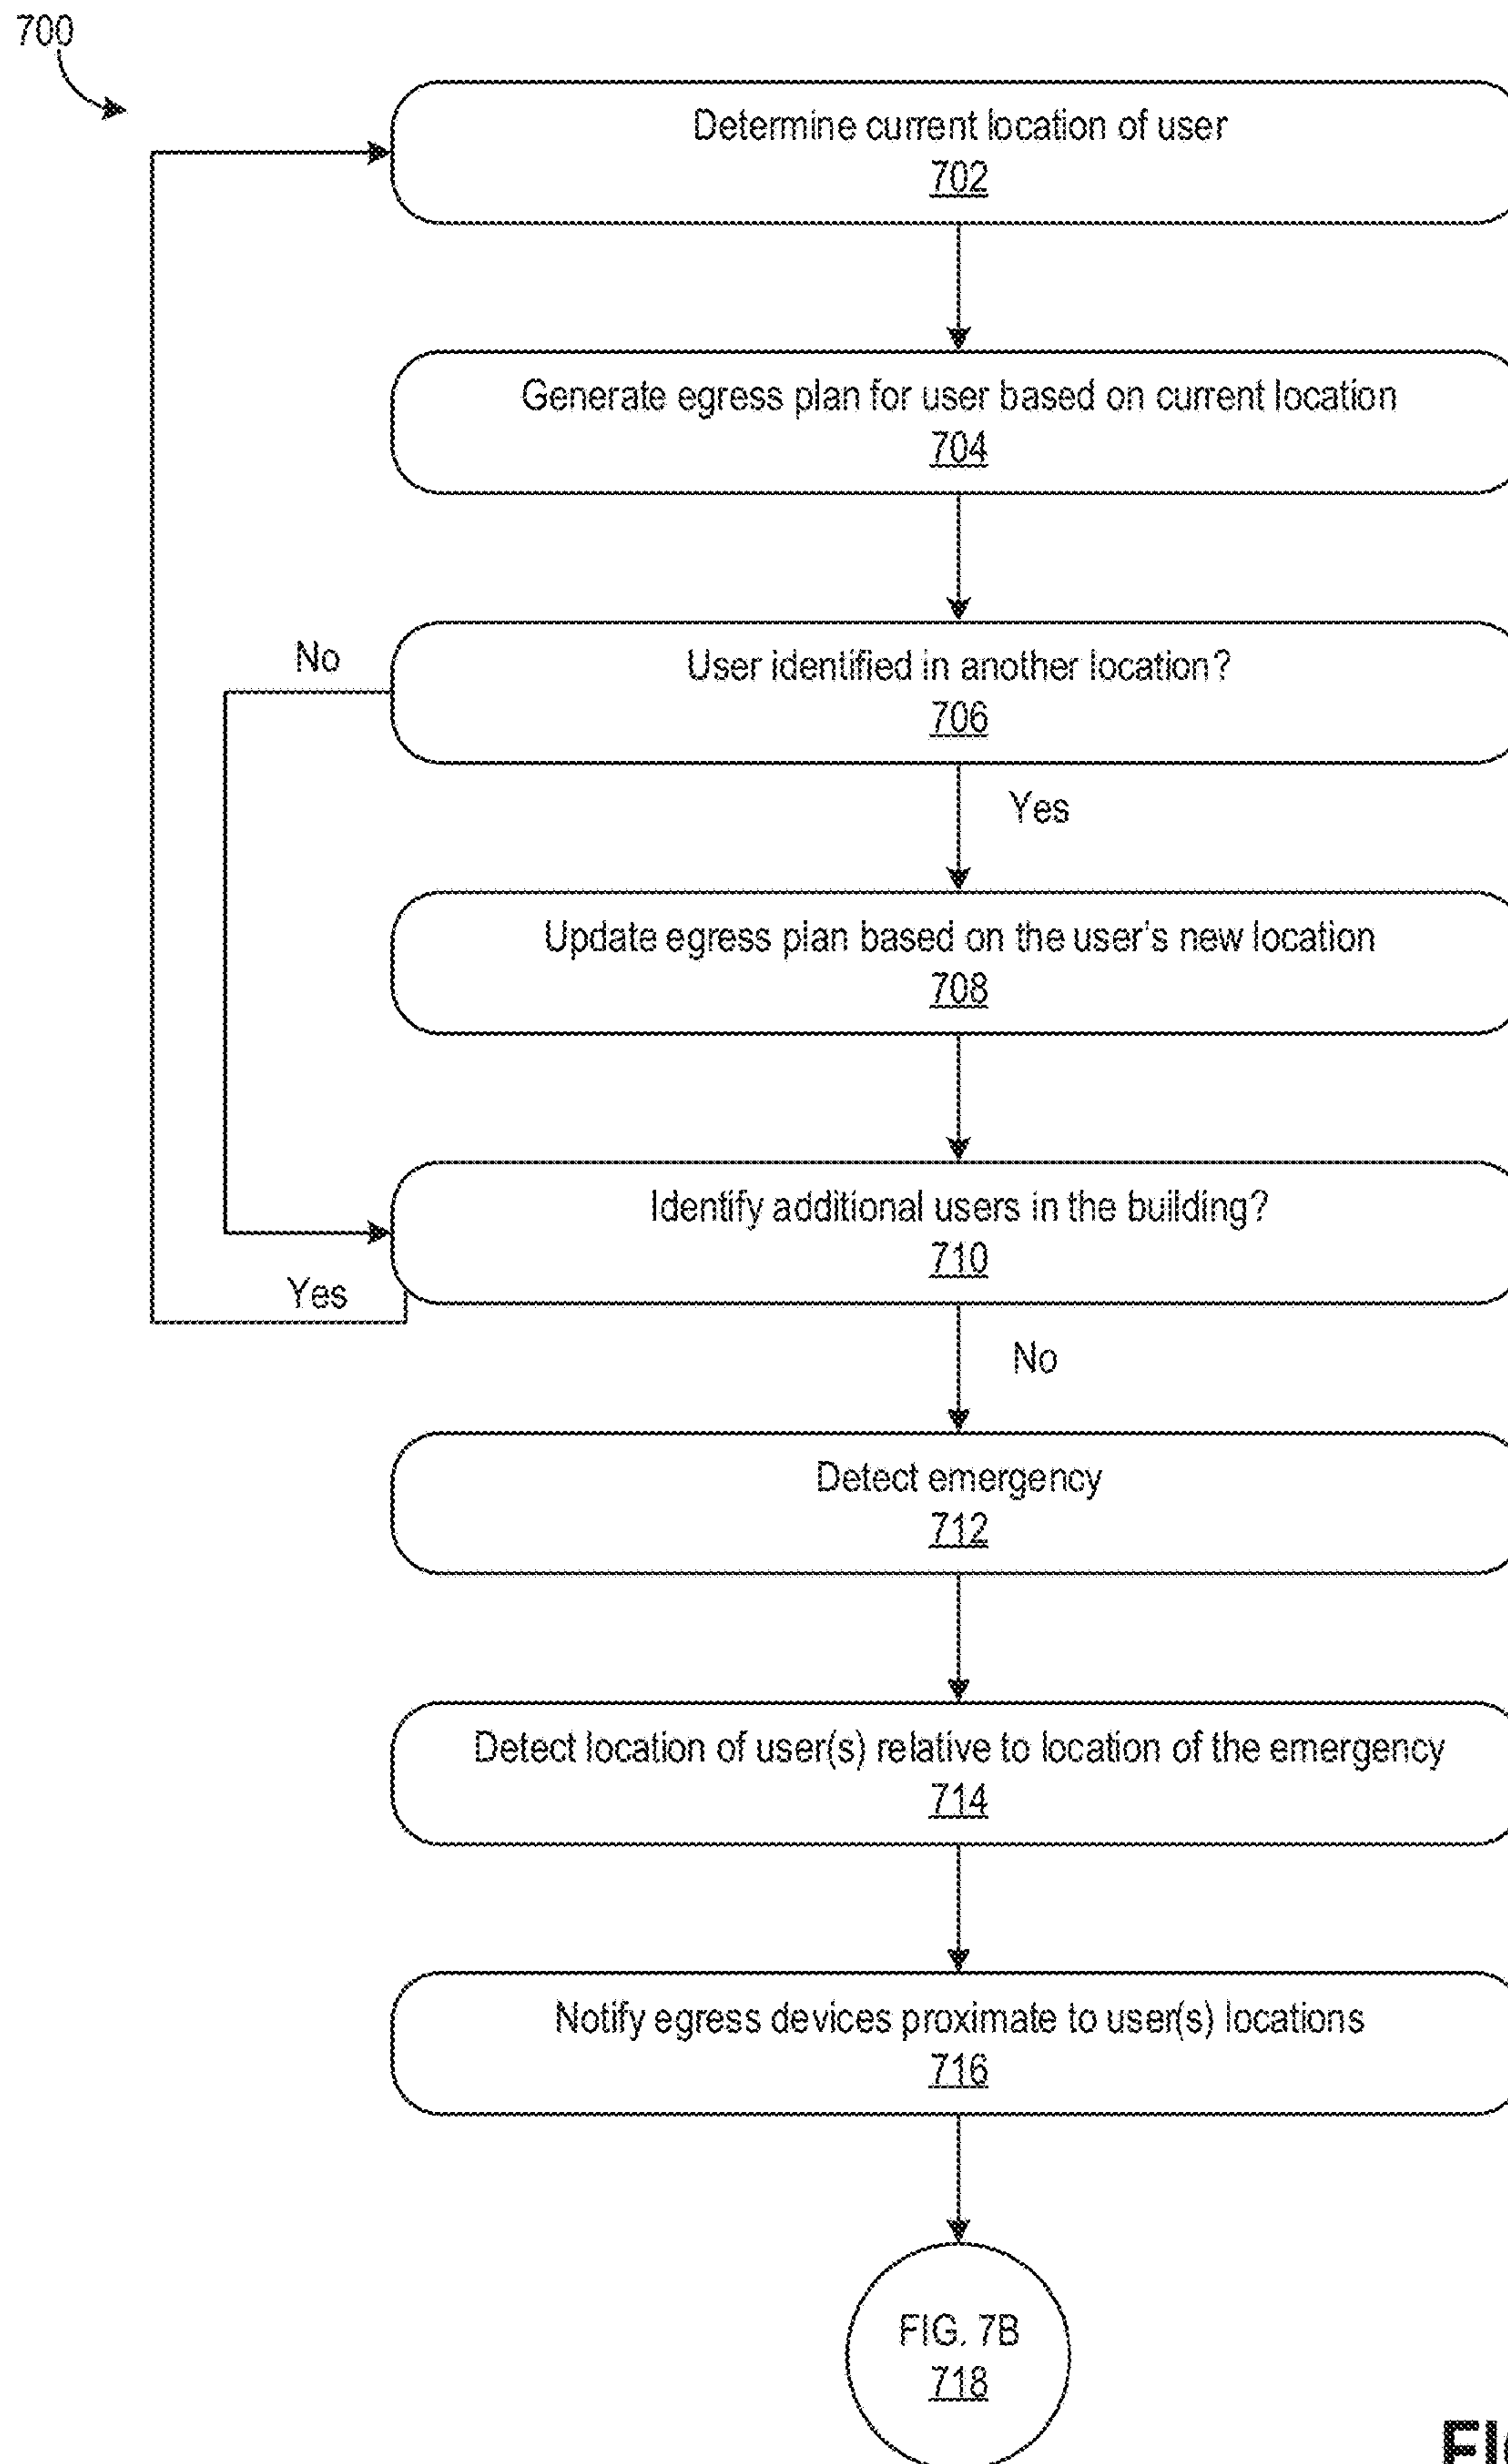 700
Determine current location of user
702
Generate egress plan for user based on current location
704
No
User identified in another location?
706
Yes
Update egress plan based on the user's new location
708
Identify additional users in the building?
710
Yes
No
Detect emergency
712
Detect location of user(s) relative to location of the emergency
714
Notify egress devices proximate to user(s) locations
716
FIG. 7B
718